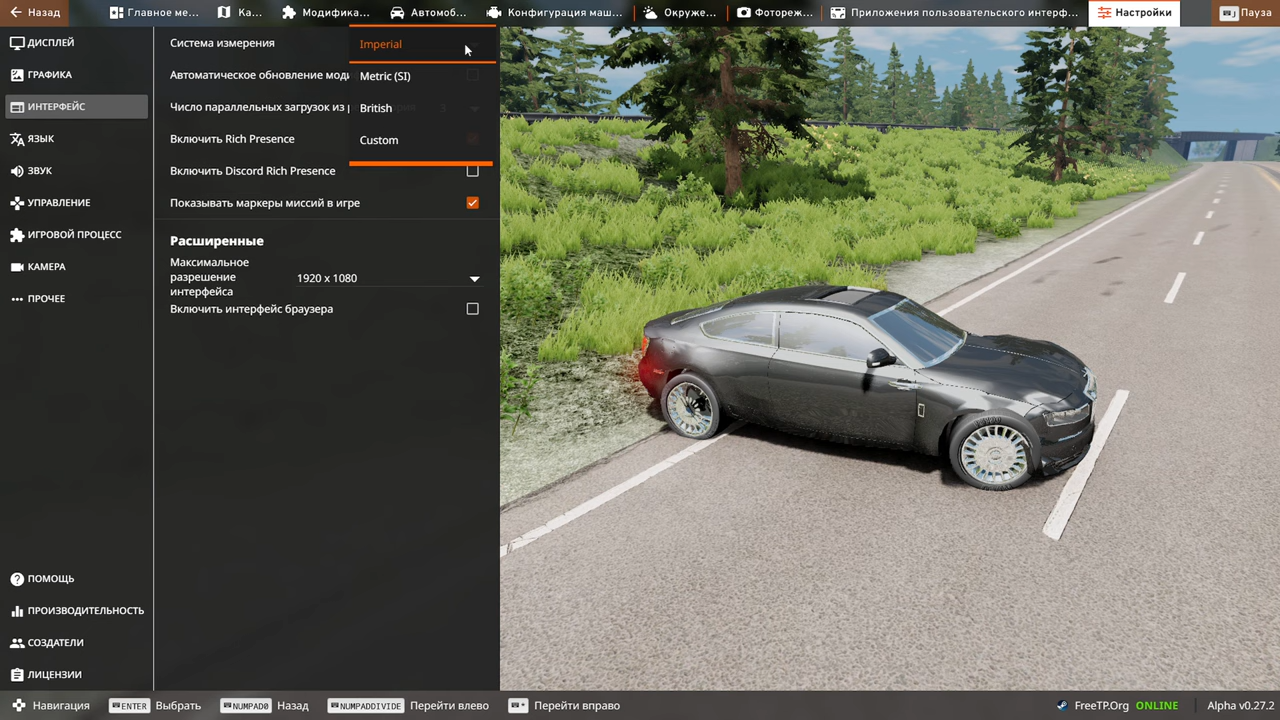 Назад
Главное ме...
Ка...
Модифика...
Автомоб...
Конфигурация маш...
Окруже...
Фотореж...
Приложения пользовательского интерф...
Настройки
Пауза
ДИСПЛЕЙ
ГРАФИКА
ИНТЕРФЕЙС
ЯЗЫК
ЗВУК
УПРАВЛЕНИЕ
ИГРОВОЙ ПРОЦЕСС
КАМЕРА
ПРОЧЕЕ
ПОМОЩЬ
ПРОИЗВОДИТЕЛЬНОСТЬ
СОЗДАТЕЛИ
ЛИЦЕНЗИИ
Система измерения
Imperial
Автоматическое обновление мод
Metric (SI)
Число параллельных загрузок из
British
3
Включить Rich Presence
Custom
Включить Discord Rich Presence
Показывать маркеры миссий в игре
Расширенные
Максимальное
разрешение
интерфейса
1920 x 1080
Включить интерфейс браузера
Навигация
ENTER Выбрать
NUMPAD0 Назад
NUMPADDIVIDE Перейти влево
* Перейти вправо
FreeTP.Org ONLINE
Alpha v0.27.2